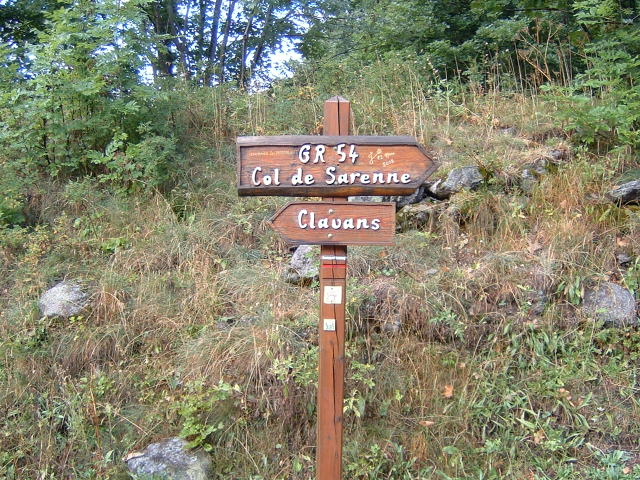 GR 54
Col de Sarenne
Clavans